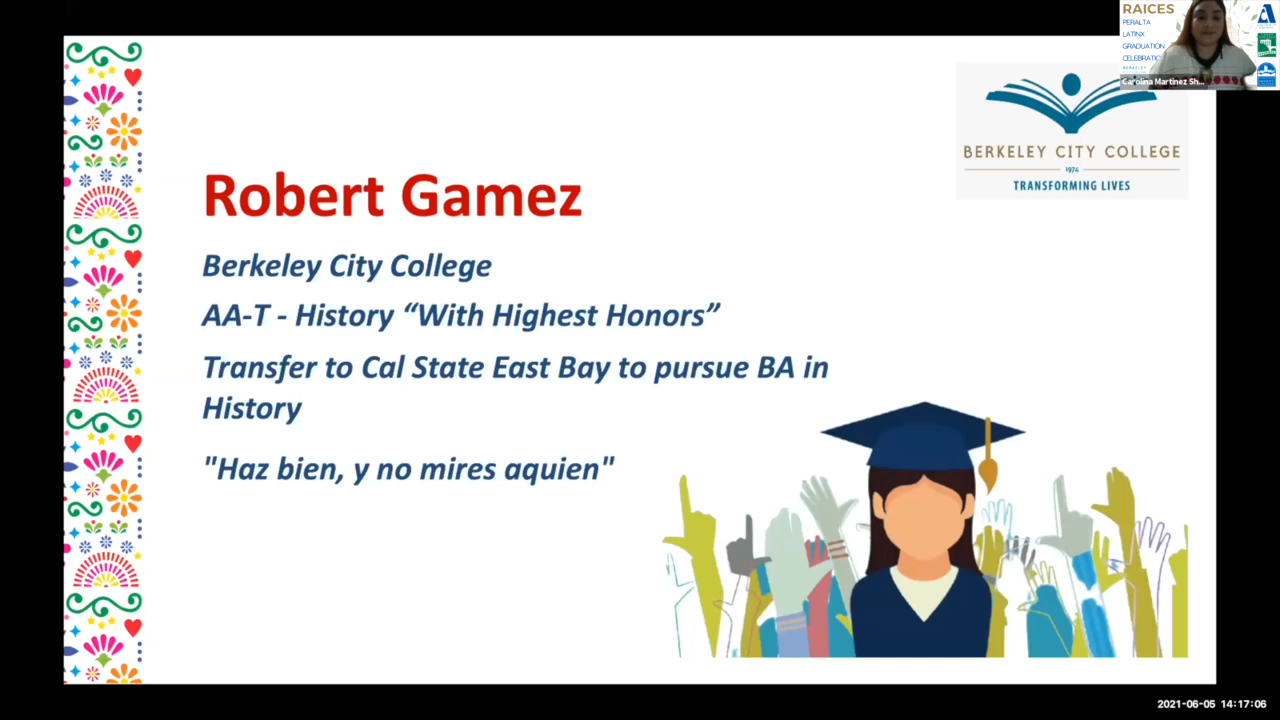 RAICES
PERALTA
LATINX
GRADUATION
CELEBRATIO
Carolina Martinez Sh...
BERKELEY CITY COLLEGE
1974
TRANSFORMING LIVES
Robert Gamez
Berkeley City College
AA-T - History “With Highest Honors”
Transfer to Cal State East Bay to pursue BA in
History
"Haz bien, y no mires aquien"
2021-06-05 14:17:06